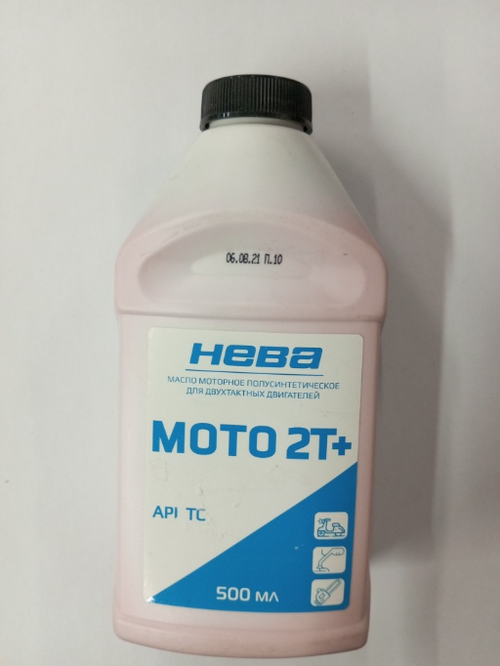 06.08.21 П.10
нева
МАСЛО МОТОРНОЕ ПОЛУСИНТЕТИЧЕСКОЕ
ДЛЯ ДВУХТАКТНЫХ ДВИГАТЕЛЕЙ
МОТО 2Т+
API TC
500 МЛ